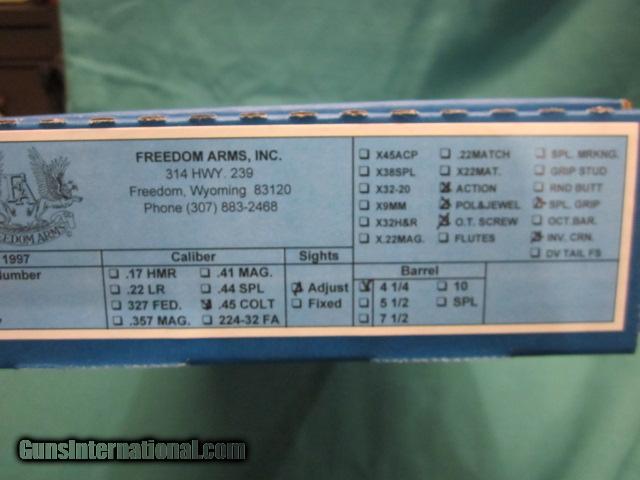 FREEDOM ARMS, INC.
314 HWY. 239
Freedom, Wyoming 83120
Phone (307) 883-2468
FA
FREEDOM ARMS
X45ACP .22MATCH SPL. MRKNG.
X38SPL X22MAT. GRIP STUD
X32-20 ACTION RND BUTT
X9MM POL&JEWEL SPL. GRIP
X32H&R O.T. SCREW OCT.BAR.
X.22MAG. FLUTES INV. CRN.
DV TAIL FS
1997 Caliber Sights
umber .17 HMR .41 MAG.
.22 LR .44 SPL Adjust
327 FED. .45 COLT Fixed
.357 MAG. 224-32 FA
Barrel
4 1/4 10
5 1/2 SPL
7 1/2
GunsInternational.com